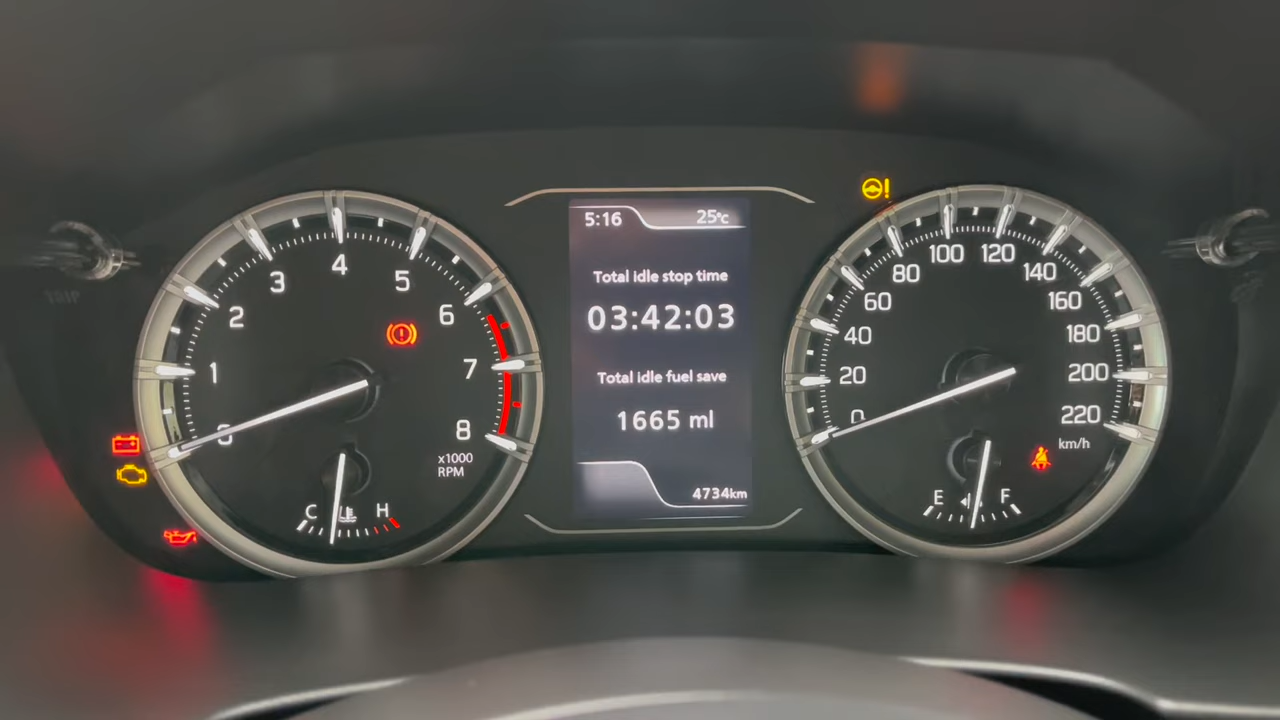 5:16 25°C
Total idle stop time
03:42:03
Total idle fuel save
1665 ml
4734km
0
1
2
3
4
5
6
7
8
x1000
RPM
C H
0
20
40
60
80
100
120
140
160
180
200
220
km/h
E F